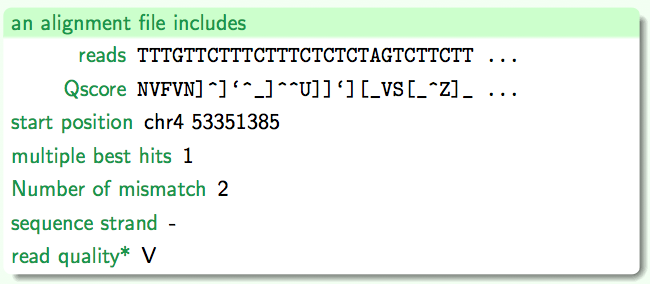 an alignment file includes
reads TTTGTTCTTTCTTTCTCTCTAGTCTTCTT ...
Qscore NVFVN]^]‘^_]^^U]]‘][_VS[_^Z]_ ...
start position chr4 53351385
multiple best hits 1
Number of mismatch 2
sequence strand -
read quality* V